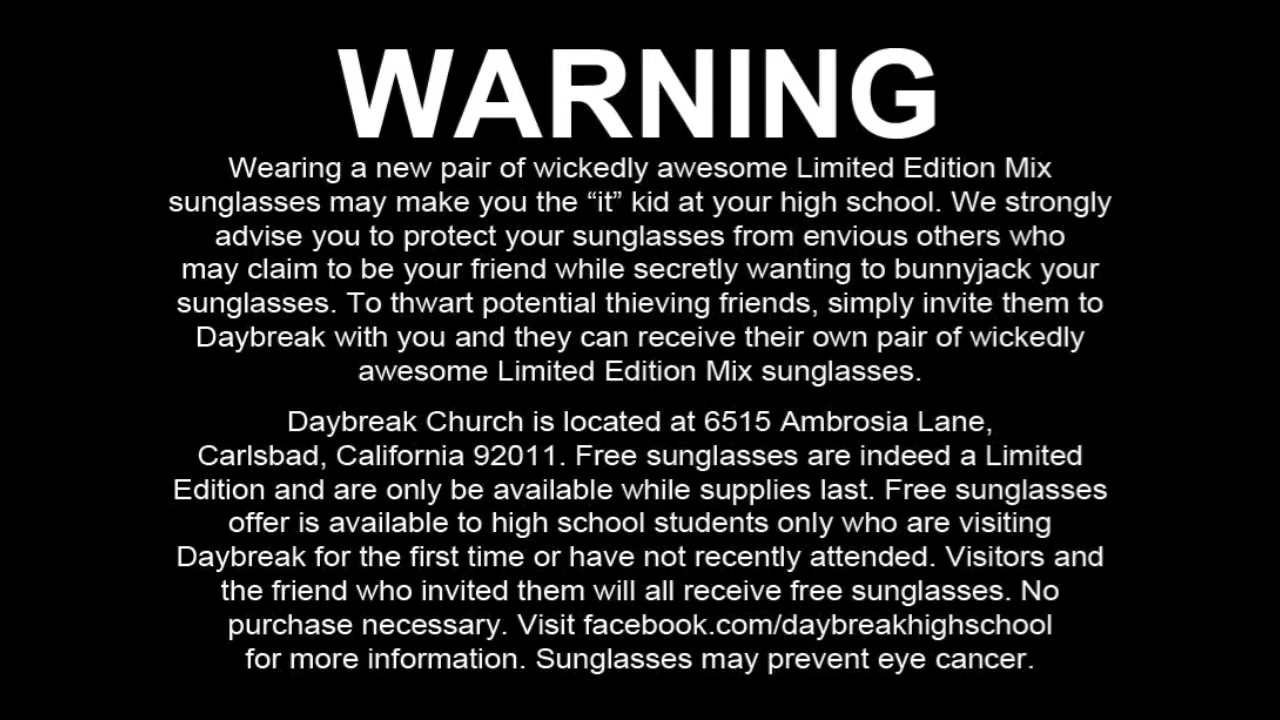 WARNING
Wearing a new pair of wickedly awesome Limited Edition Mix
sunglasses may make you the “it” kid at your high school. We strongly
advise you to protect your sunglasses from envious others who
may claim to be your friend while secretly wanting to bunnyjack your
sunglasses. To thwart potential thieving friends, simply invite them to
Daybreak with you and they can receive their own pair of wickedly
awesome Limited Edition Mix sunglasses.
Daybreak Church is located at 6515 Ambrosia Lane,
Carlsbad, California 92011. Free sunglasses are indeed a Limited
Edition and are only be available while supplies last. Free sunglasses
offer is available to high school students only who are visiting
Daybreak for the first time or have not recently attended. Visitors and
the friend who invited them will all receive free sunglasses. No
purchase necessary. Visit facebook.com/daybreakhighschool
for more information. Sunglasses may prevent eye cancer.